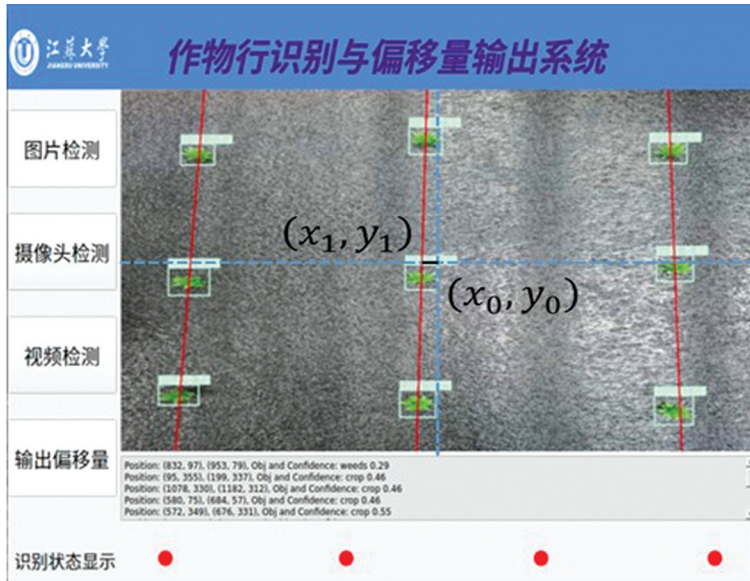 江苏大学
JIANGSU UNIVERSITY
作物行识别与偏移量输出系统
图片检测
摄像头检测
视频检测
输出偏移量
(x₁, y₁)
(x₀, y₀)
Position: (832, 97), (953, 79), Obj and Confidence: weeds 0.29
Position: (95, 355), (199, 337), Obj and Confidence: crop 0.46
Position: (1078, 330), (1182, 312), Obj and Confidence: crop 0.46
Position: (580, 75), (684, 57), Obj and Confidence: crop 0.46
Position: (572, 349), (676, 331), Obj and Confidence: crop 0.55
识别状态显示